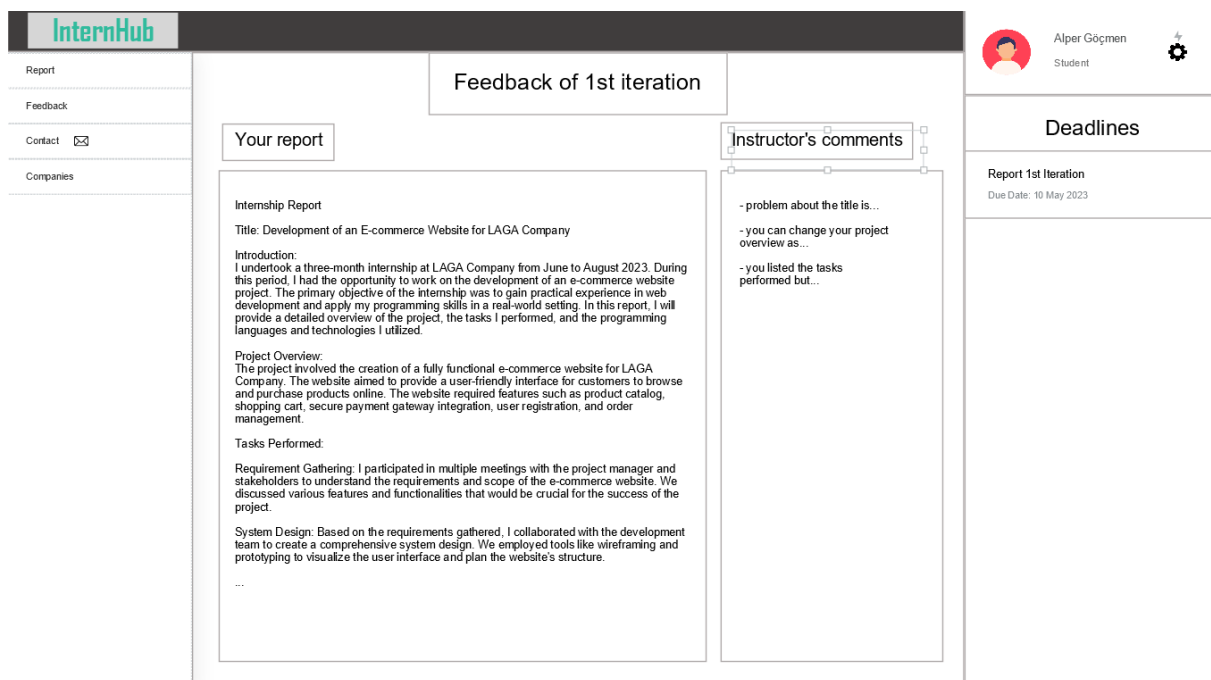 InternHub
Report
Feedback
Contact
Companies
Feedback of 1st iteration
Your report
Internship Report
Title: Development of an E-commerce Website for LAGA Company
Introduction:
I undertook a three-month internship at LAGA Company from June to August 2023. During
this period, I had the opportunity to work on the development of an e-commerce website
project. The primary objective of the internship was to gain practical experience in web
development and apply my programming skills in a real-world setting. In this report, I will
provide a detailed overview of the project, the tasks I performed, and the programming
languages and technologies I utilized.
Project Overview:
The project involved the creation of a fully functional e-commerce website for LAGA
Company. The website aimed to provide a user-friendly interface for customers to browse
and purchase products online. The website required features such as product catalog,
shopping cart, secure payment gateway integration, user registration, and order
management.
Tasks Performed:
Requirement Gathering: I participated in multiple meetings with the project manager and
stakeholders to understand the requirements and scope of the e-commerce website. We
discussed various features and functionalities that would be crucial for the success of the
project.
System Design: Based on the requirements gathered, I collaborated with the development
team to create a comprehensive system design. We employed tools like wireframing and
prototyping to visualize the user interface and plan the website's structure.
...
Instructor's comments
- problem about the title is...
- you can change your project
overview as...
- you listed the tasks
performed but...
Alper Göçmen
Student
Deadlines
Report 1st Iteration
Due Date: 10 May 2023